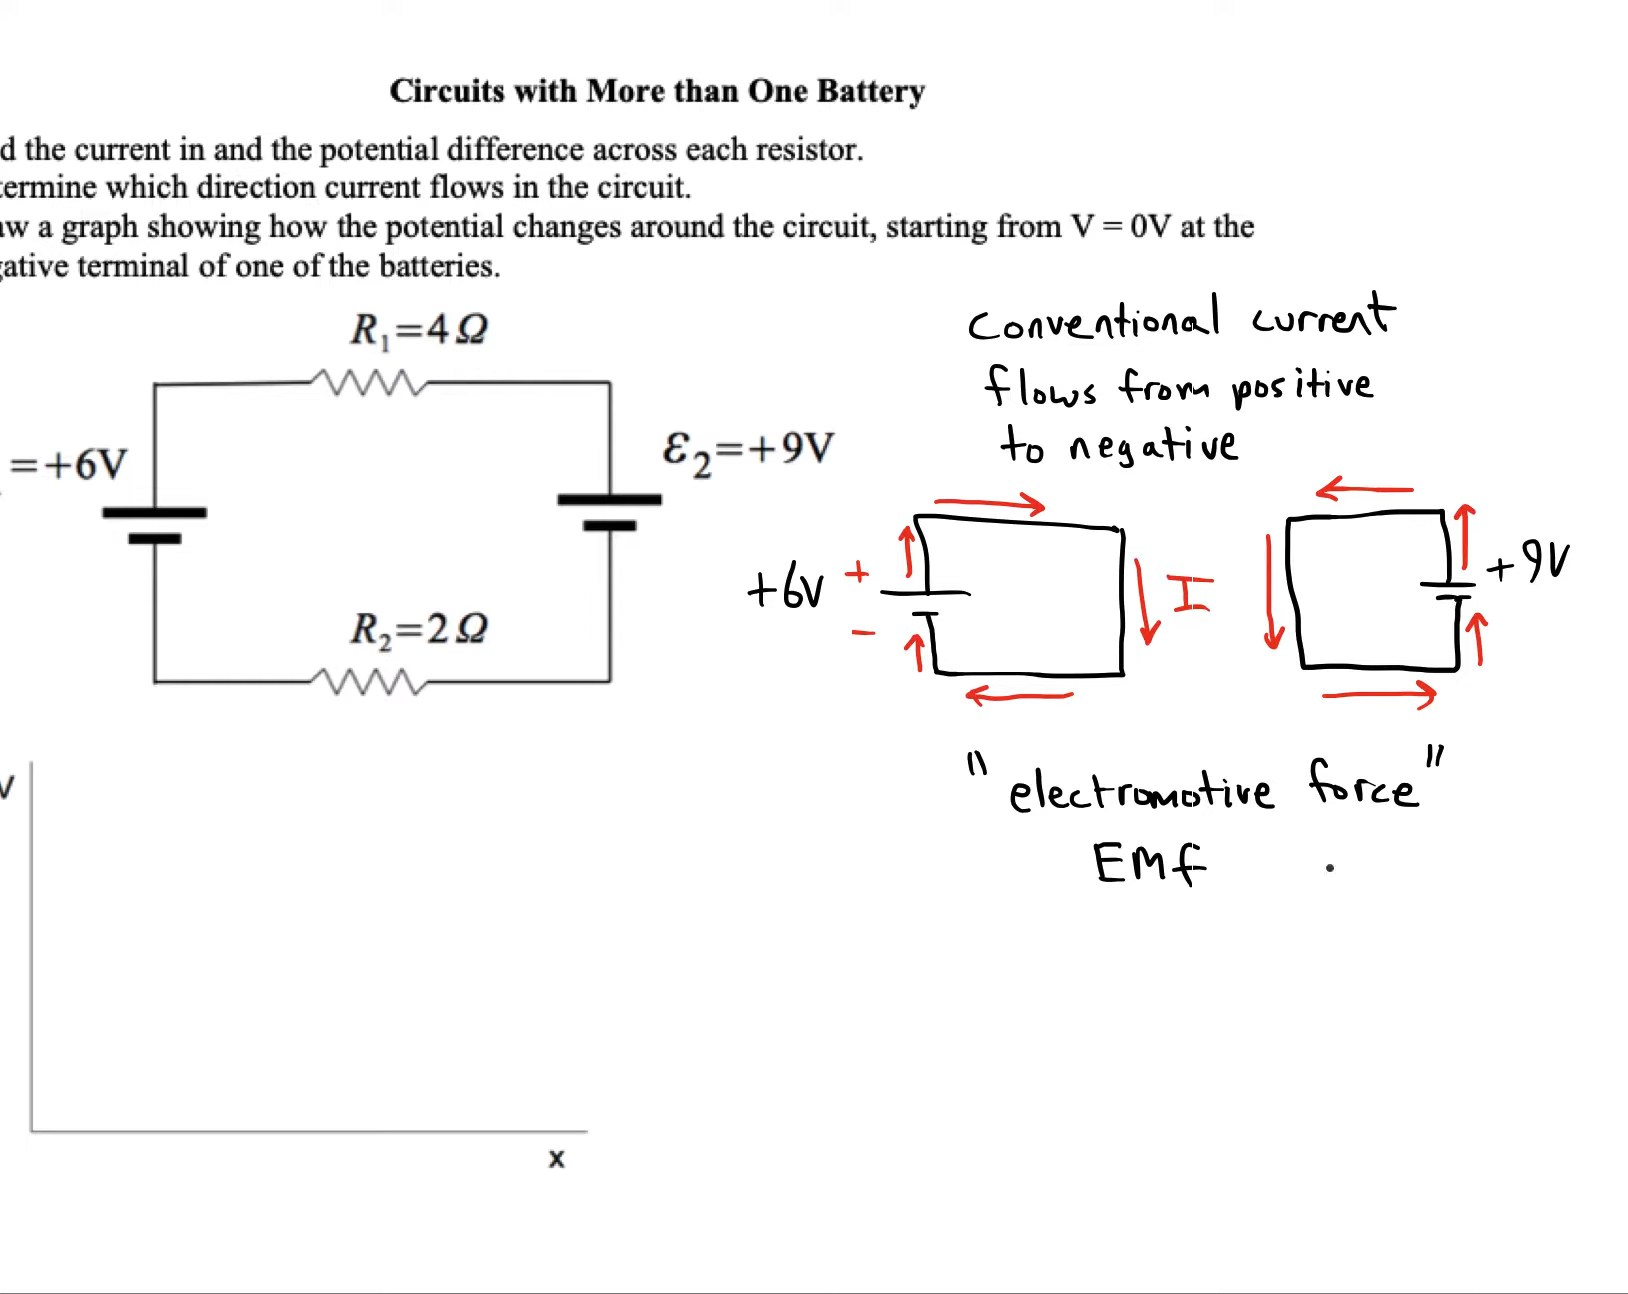 Circuits with More than One Battery
d the current in and the potential difference across each resistor.
termine which direction current flows in the circuit.
aw a graph showing how the potential changes around the circuit, starting from V = 0V at the
gative terminal of one of the batteries.
R₁=4Ω
=+6V
ℰ₂=+9V
R₂=2Ω
conventional current
flows from positive
to negative
+6V
+
-
I
+9V
"electromotive force"
EMf
V
x